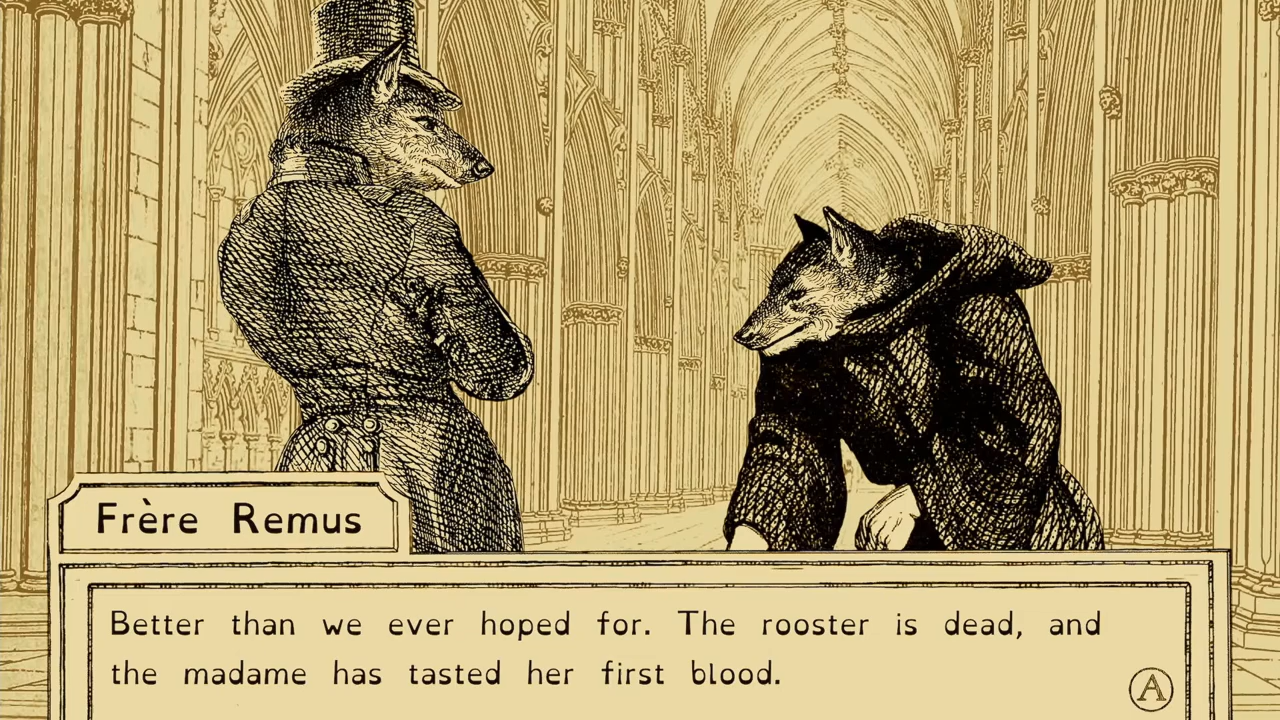 Frère Remus
Better than we ever hoped for. The rooster is dead, and
the madame has tasted her first blood.
A